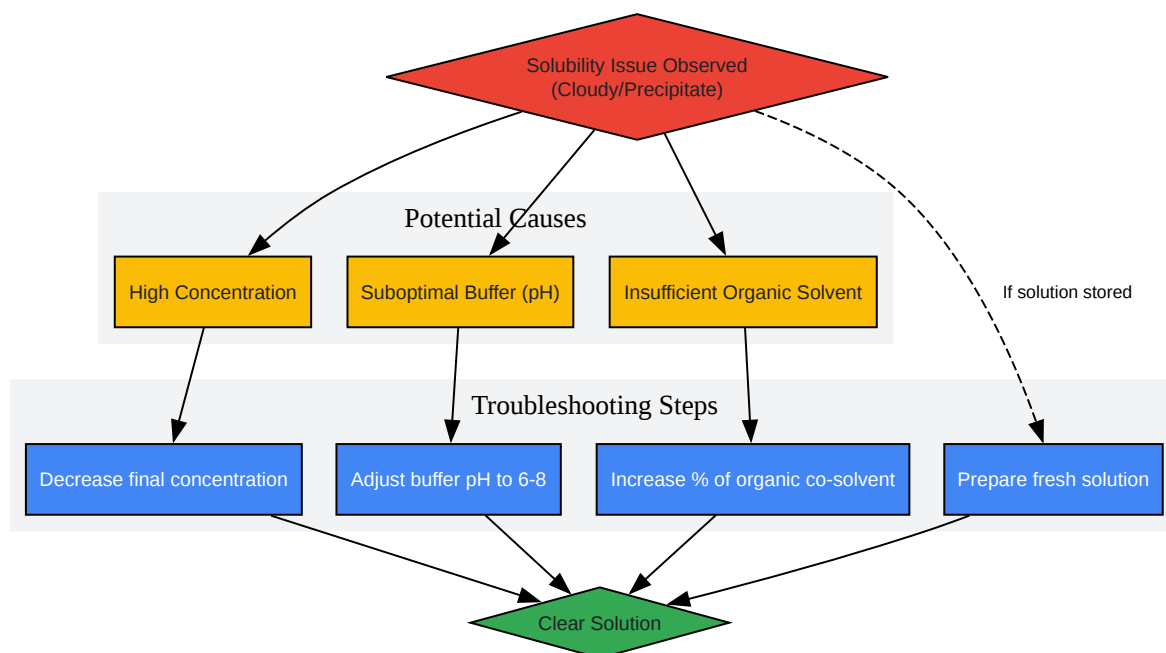 Solubility Issue Observed
(Cloudy/Precipitate)
Potential Causes
High Concentration
Suboptimal Buffer (pH)
Insufficient Organic Solvent
If solution stored
Troubleshooting Steps
Decrease final concentration
Adjust buffer pH to 6-8
Increase % of organic co-solvent
Prepare fresh solution
Clear Solution